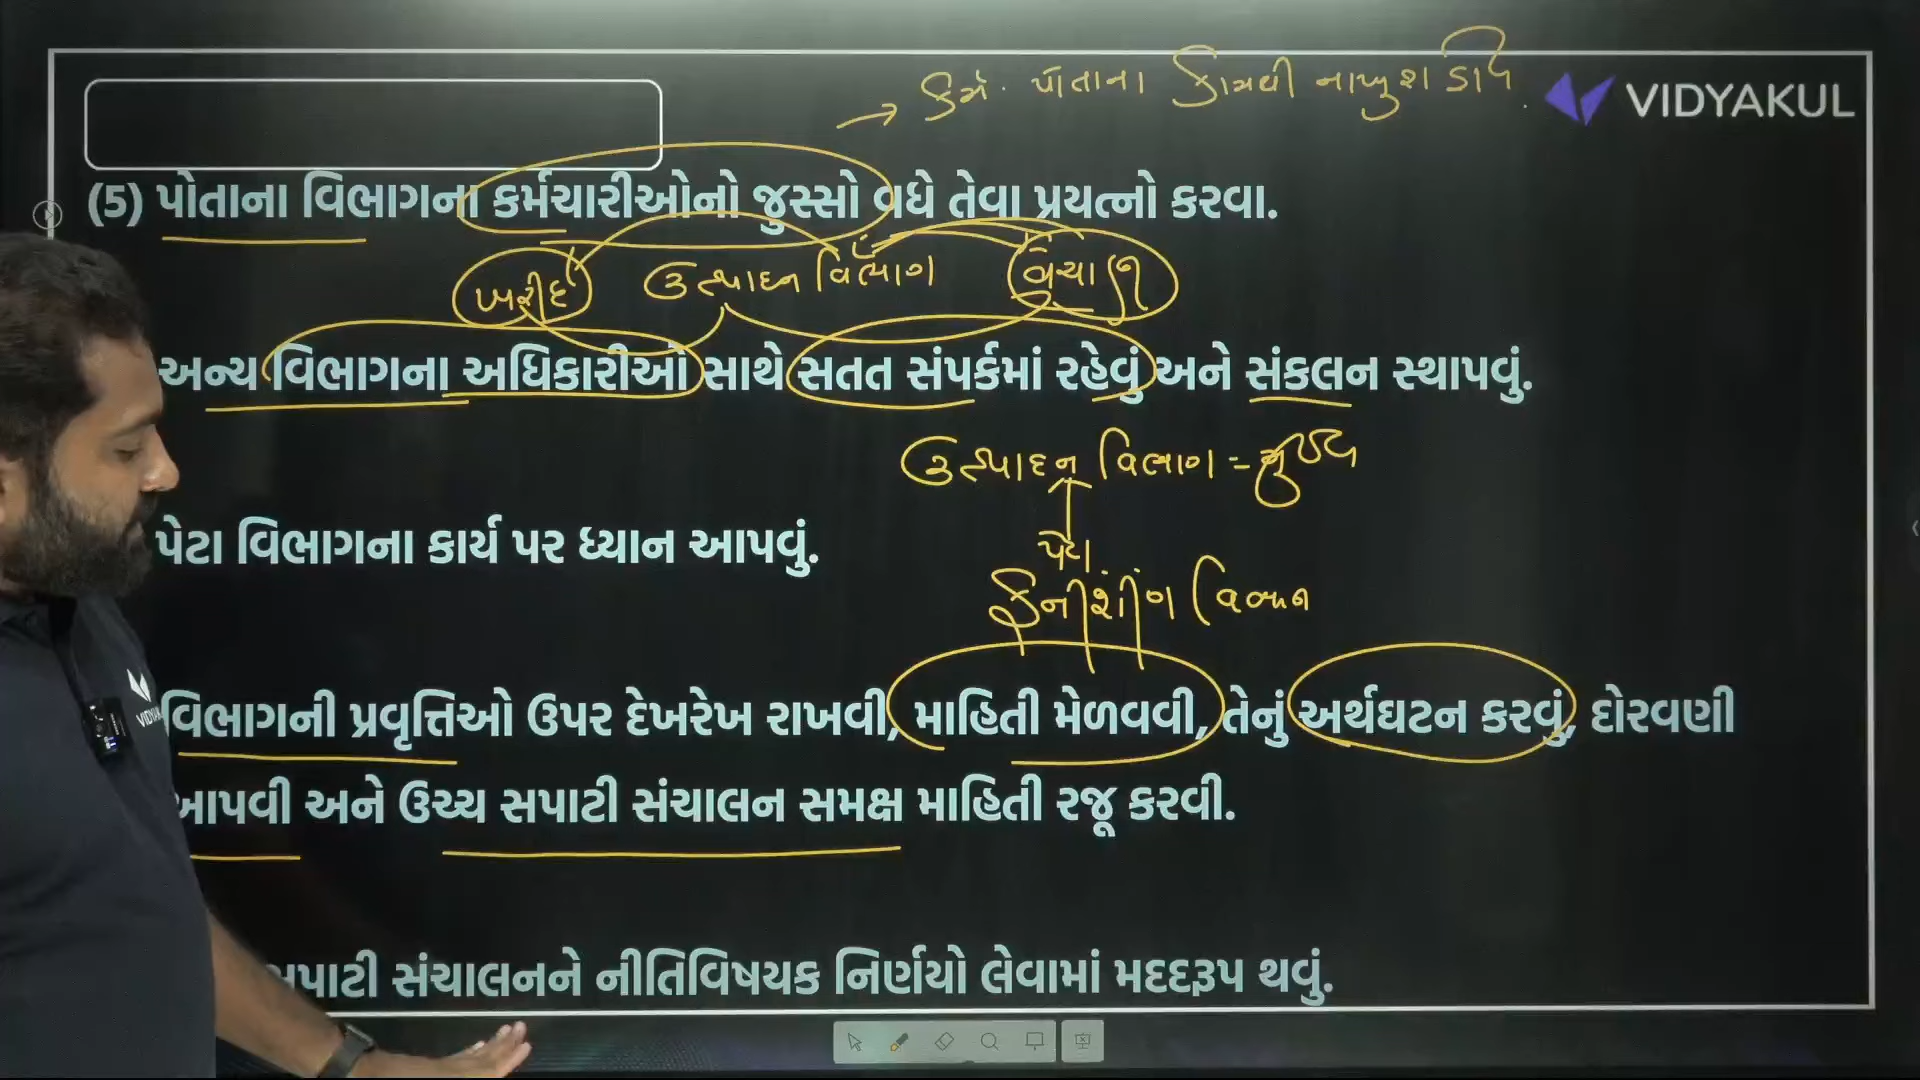 → કર્મ. પોતાના કામથી નાખુશ હોય.
VIDYAKUL
(5) પોતાના વિભાગના કર્મચારીઓનો જુસ્સો વધે તેવા પ્રયત્નો કરવા.
ખરીદ ઉત્પાદન વિભાગ વેચાણ
અન્ય વિભાગના અધિકારીઓ સાથે સતત સંપર્કમાં રહેવું અને સંકલન સ્થાપવું.
ઉત્પાદન વિભાગ = મુખ્ય
પેટા વિભાગના કાર્ય પર ધ્યાન આપવું.
પેટા
ફિનીશીંગ વિભાગ
વિભાગની પ્રવૃત્તિઓ ઉપર દેખરેખ રાખવી, માહિતી મેળવવી, તેનું અર્થઘટન કરવું, દોરવણી
આપવી અને ઉચ્ચ સપાટી સંચાલન સમક્ષ માહિતી રજૂ કરવી.
સપાટી સંચાલનને નીતિવિષયક નિર્ણયો લેવામાં મદદરૂપ થવું.